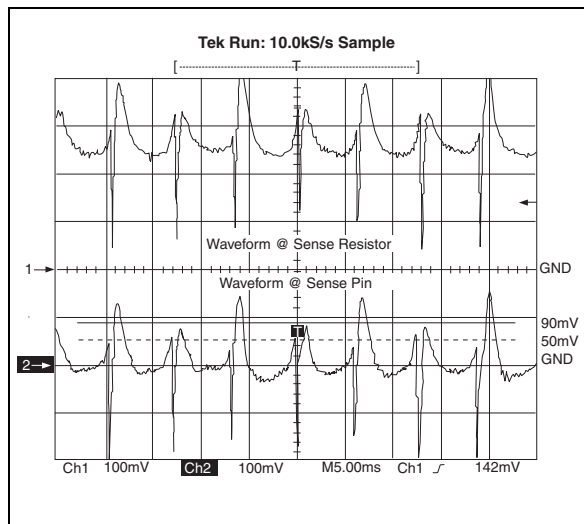 Tek Run: 10.0kS/s Sample
[ T ]
Waveform @ Sense Resistor
1 GND
Waveform @ Sense Pin
90mV
T
50mV
2 GND
Ch1 100mV Ch2 100mV M5.00ms Ch1 142mV